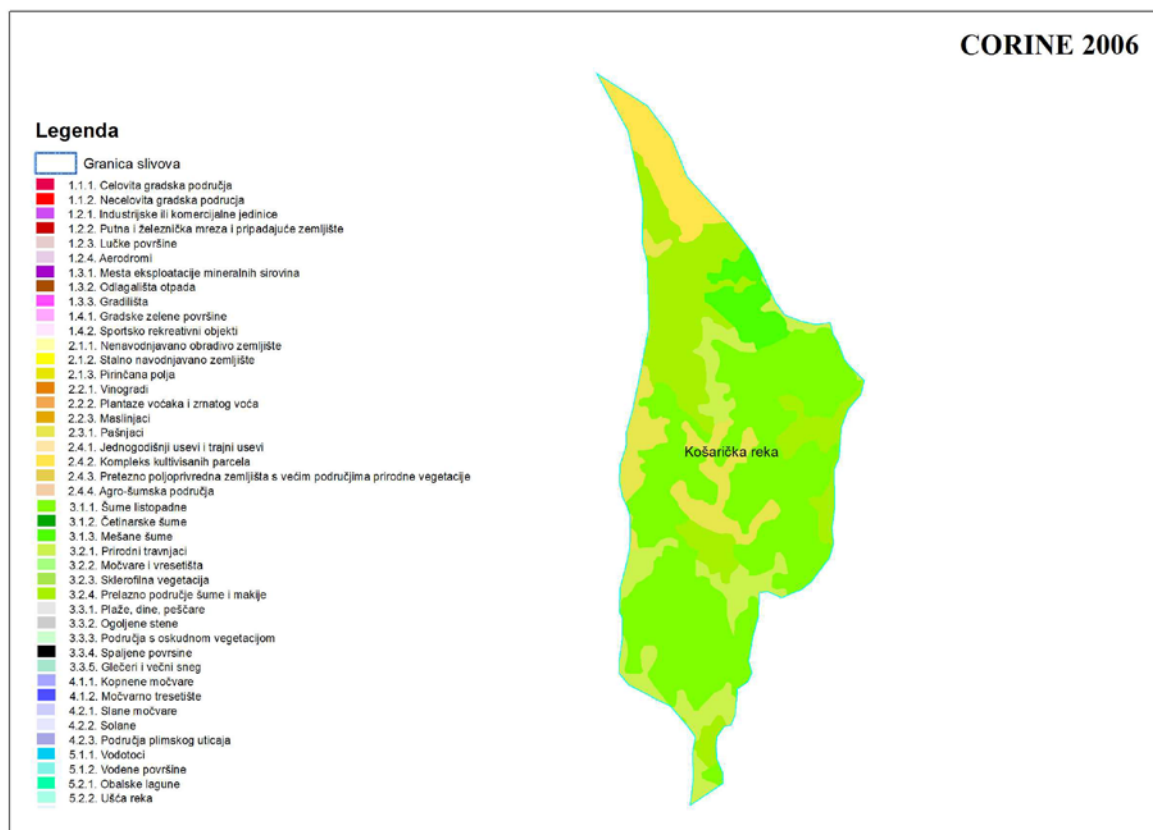 CORINE 2006
Legenda
Granica slivova
1.1.1. Celovita gradska područja
1.1.2. Necelovita gradska podrucja
1.2.1. Industrijske ili komercijalne jedinice
1.2.2. Putna i železnička mreza i pripadajuće zemljište
1.2.3. Lučke površine
1.2.4. Aerodromi
1.3.1. Mesta eksploatacije mineralnih sirovina
1.3.2. Odlagališta otpada
1.3.3. Gradilišta
1.4.1. Gradske zelene površine
1.4.2. Sportsko rekreativni objekti
2.1.1. Nenavodnjavano obradivo zemljište
2.1.2. Stalno navodnjavano zemljište
2.1.3. Pirinčana polja
2.2.1. Vinogradi
2.2.2. Plantaze voćaka i zrnatog voća
2.2.3. Maslinjaci
2.3.1. Pašnjaci
2.4.1. Jednogodišnji usevi i trajni usevi
2.4.2. Kompleks kultivisanih parcela
2.4.3. Pretezno poljoprivredna zemljišta s većim područjima prirodne vegetacije
2.4.4. Agro-šumska područja
3.1.1. Šume listopadne
3.1.2. Četinarske šume
3.1.3. Mešane šume
3.2.1. Prirodni travnjaci
3.2.2. Močvare i vresetišta
3.2.3. Sklerofilna vegetacija
3.2.4. Prelazno područje šume i makije
3.3.1. Plaže, dine, peščare
3.3.2. Ogoljene stene
3.3.3. Područja s oskudnom vegetacijom
3.3.4. Spaljene povrsine
3.3.5. Glečeri i večni sneg
4.1.1. Kopnene močvare
4.1.2. Močvarno tresetište
4.2.1. Slane močvare
4.2.2. Solane
4.2.3. Područja plimskog uticaja
5.1.1. Vodotoci
5.1.2. Vodene površine
5.2.1. Obalske lagune
5.2.2. Ušća reka
Košarička reka